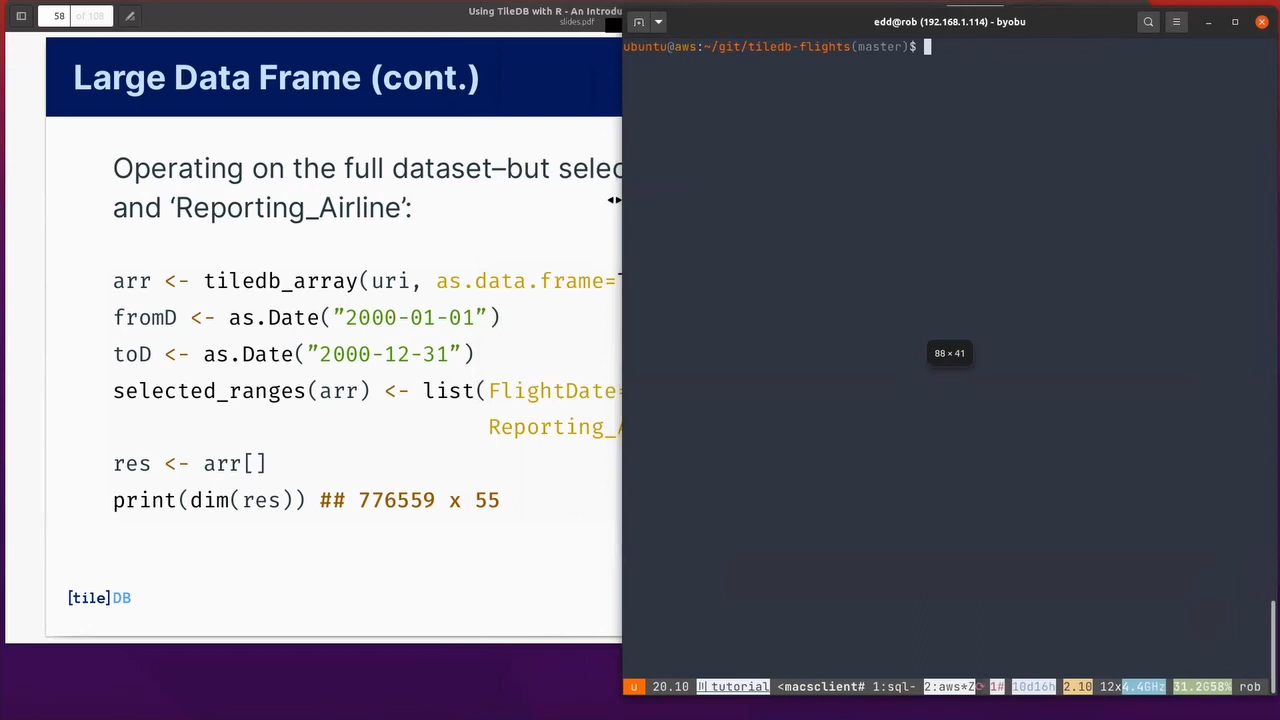 58 of 108
Using TileDB with R - An Introdu
slides.pdf
Large Data Frame (cont.)
Operating on the full dataset–but selec
and ‘Reporting_Airline’:
arr <- tiledb_array(uri, as.data.frame=
fromD <- as.Date("2000-01-01")
toD <- as.Date("2000-12-31")
selected_ranges(arr) <- list(FlightDate=
Reporting_
res <- arr[]
print(dim(res)) ## 776559 x 55
[tile]DB
edd@rob (192.168.1.114) - byobu
ubuntu@aws:~/git/tiledb-flights(master)$
88 × 41
u 20.10 tutorial <macsclient# 1:sql- 2:aws*Z 1# 10d16h 2.10 12x4.4GHz 31.2G58% rob